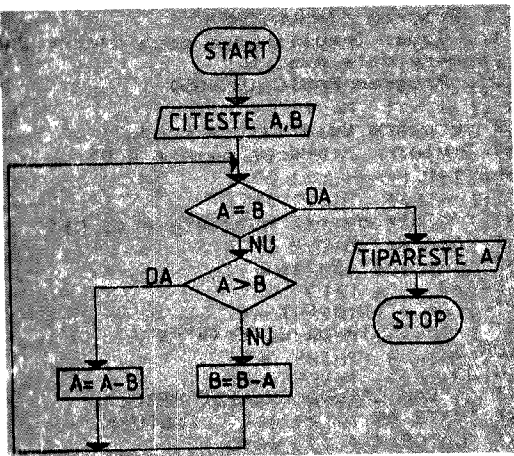 START
CITESTE A,B
A = B
DA
NU
TIPARESTE A
DA
A > B
STOP
NU
A= A-B
B=B-A